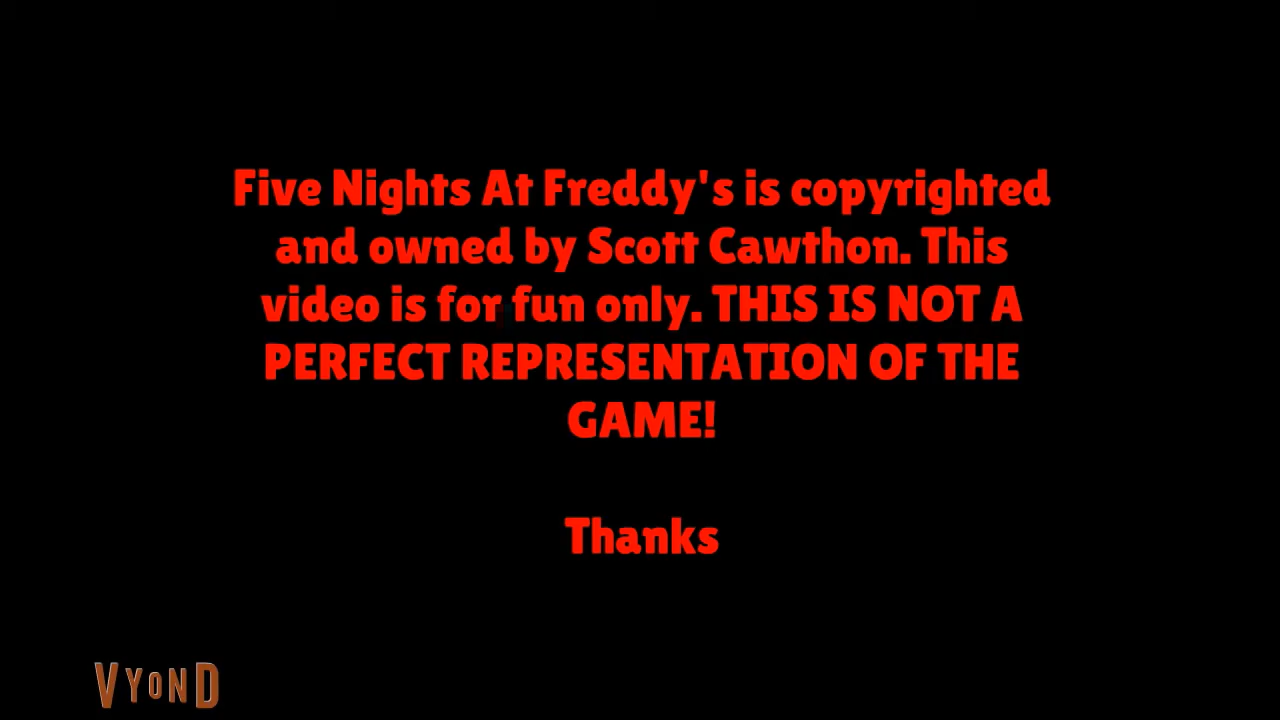 Five Nights At Freddy's is copyrighted
and owned by Scott Cawthon. This
video is for fun only. THIS IS NOT A
PERFECT REPRESENTATION OF THE
GAME!
Thanks
VYOND